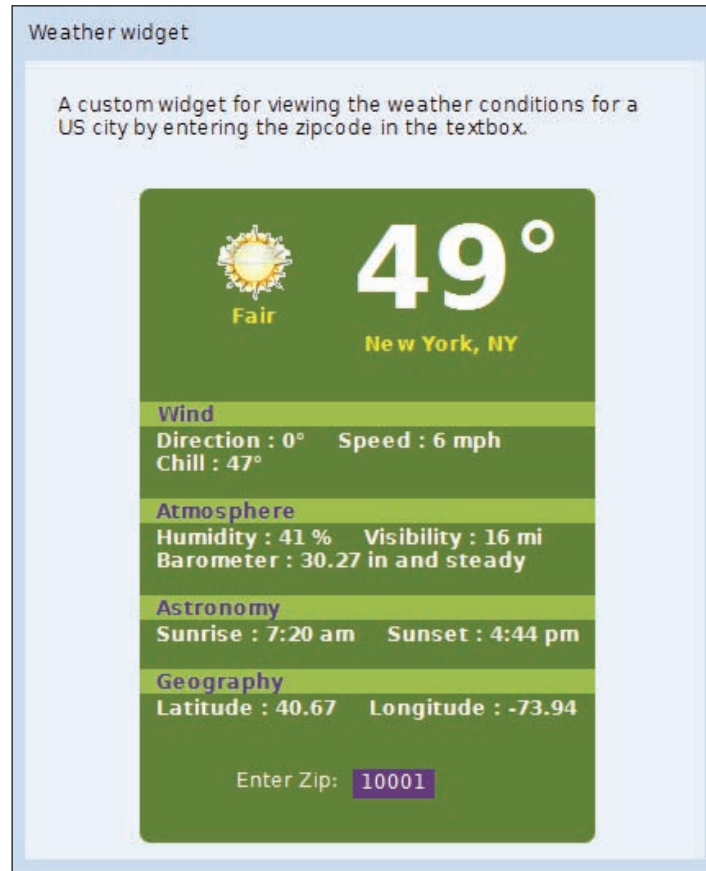 Weather widget
A custom widget for viewing the weather conditions for a
US city by entering the zipcode in the textbox.
49°
Fair
New York, NY
Wind
Direction : 0° Speed : 6 mph
Chill : 47°
Atmosphere
Humidity : 41 % Visibility : 16 mi
Barometer : 30.27 in and steady
Astronomy
Sunrise : 7:20 am Sunset : 4:44 pm
Geography
Latitude : 40.67 Longitude : -73.94
Enter Zip: 10001